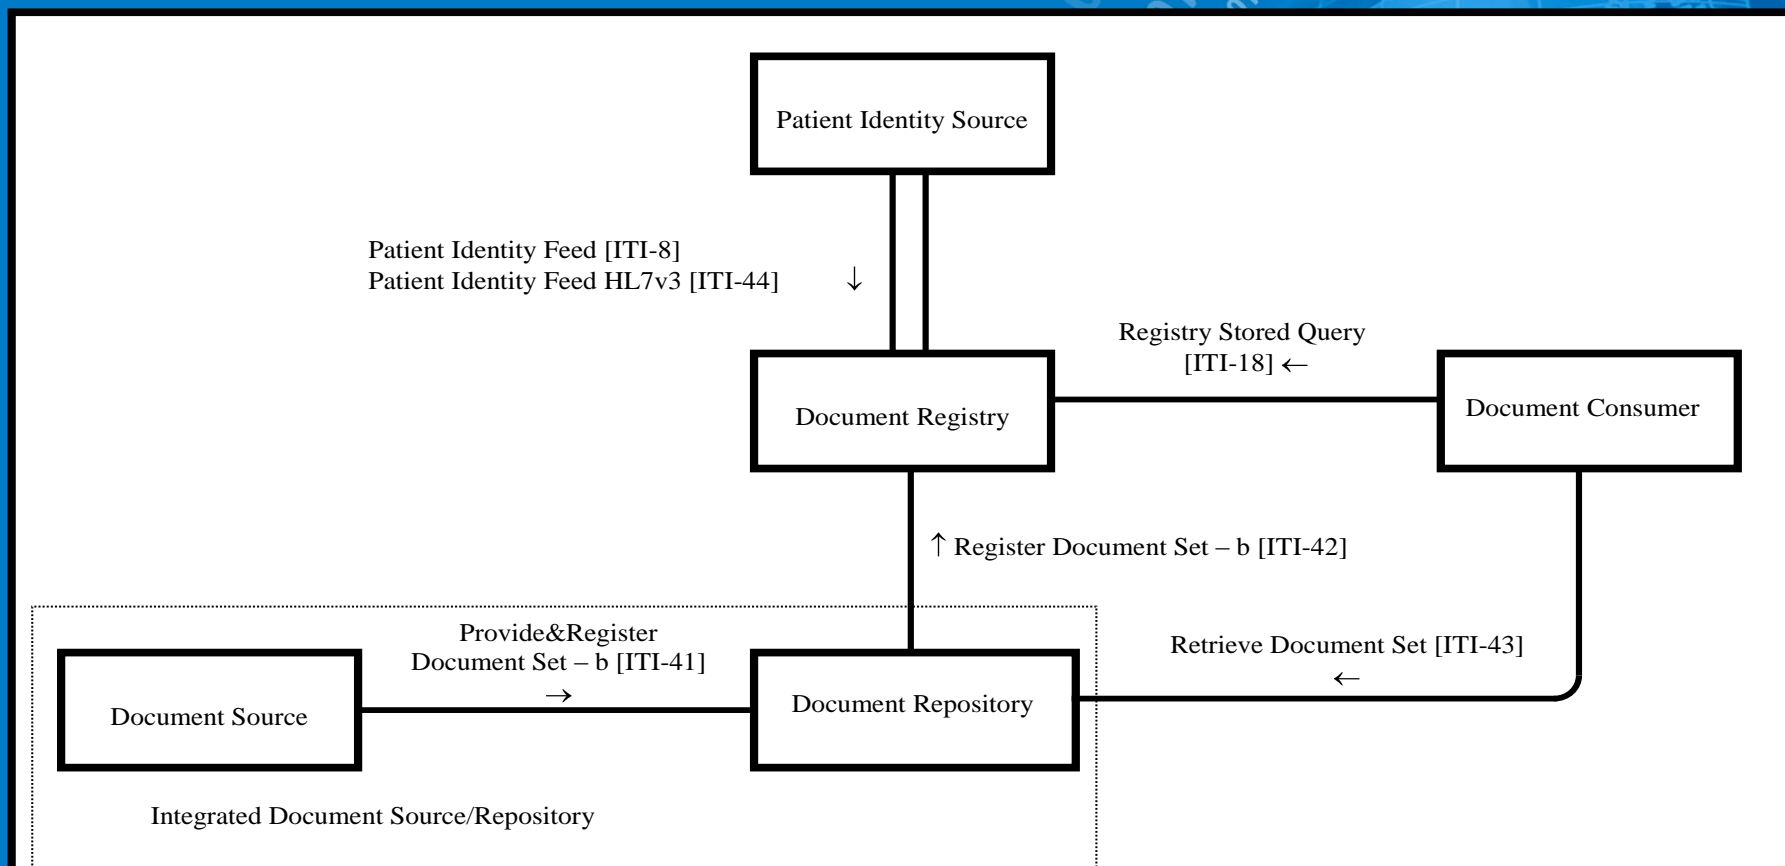 Patient Identity Source
Patient Identity Feed [ITI-8]
Patient Identity Feed HL7v3 [ITI-44] ↓
Registry Stored Query
[ITI-18] ←
Document Registry
Document Consumer
↑ Register Document Set – b [ITI-42]
Provide&Register
Document Set – b [ITI-41]
→
Retrieve Document Set [ITI-43]
←
Document Source
Document Repository
Integrated Document Source/Repository